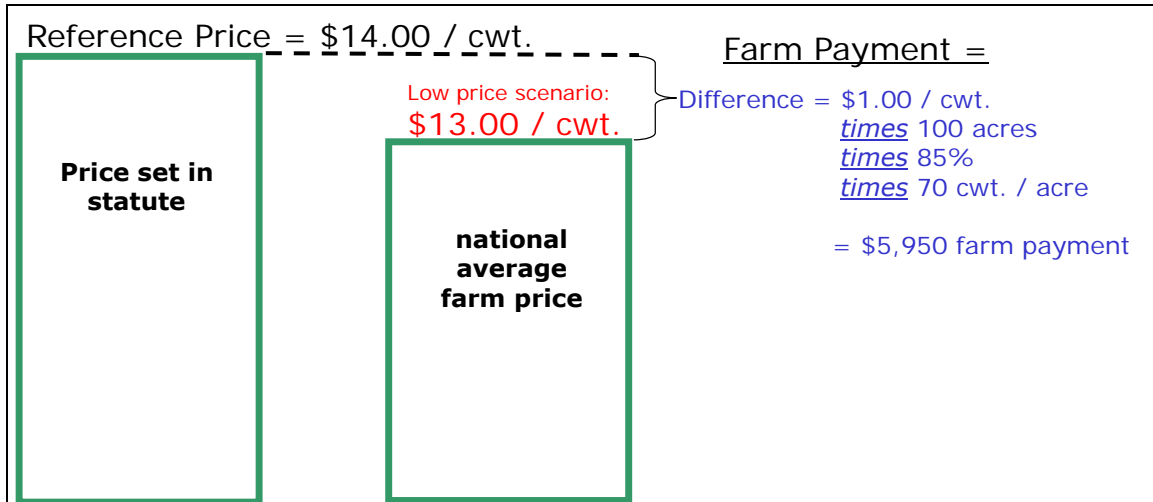 Reference Price = $14.00 / cwt.
Price set in
statute
Low price scenario:
$13.00 / cwt.
national
average
farm price
Farm Payment =
Difference = $1.00 / cwt.
times 100 acres
times 85%
times 70 cwt. / acre
= $5,950 farm payment